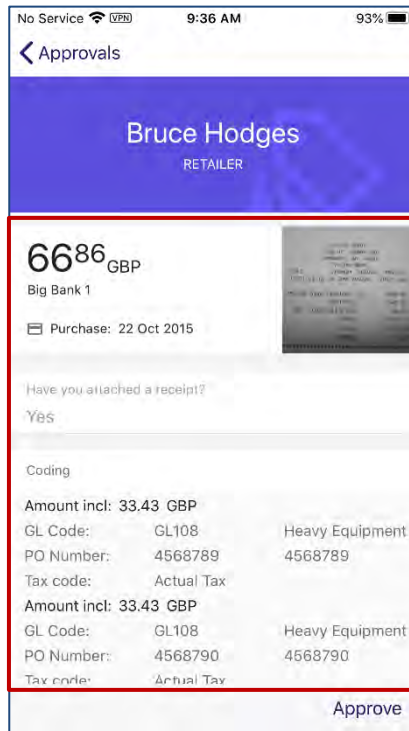 No Service VPN 9:36 AM 93%
Approvals
Bruce Hodges
RETAILER
66⁸⁶ GBP
Big Bank 1
Purchase: 22 Oct 2015
Have you attached a receipt?
Yes
Coding
Amount incl: 33.43 GBP
GL Code: GL108 Heavy Equipment
PO Number: 4568789 4568789
Tax code: Actual Tax
Amount incl: 33.43 GBP
GL Code: GL108 Heavy Equipment
PO Number: 4568790 4568790
Tax code: Actual Tax
Approve